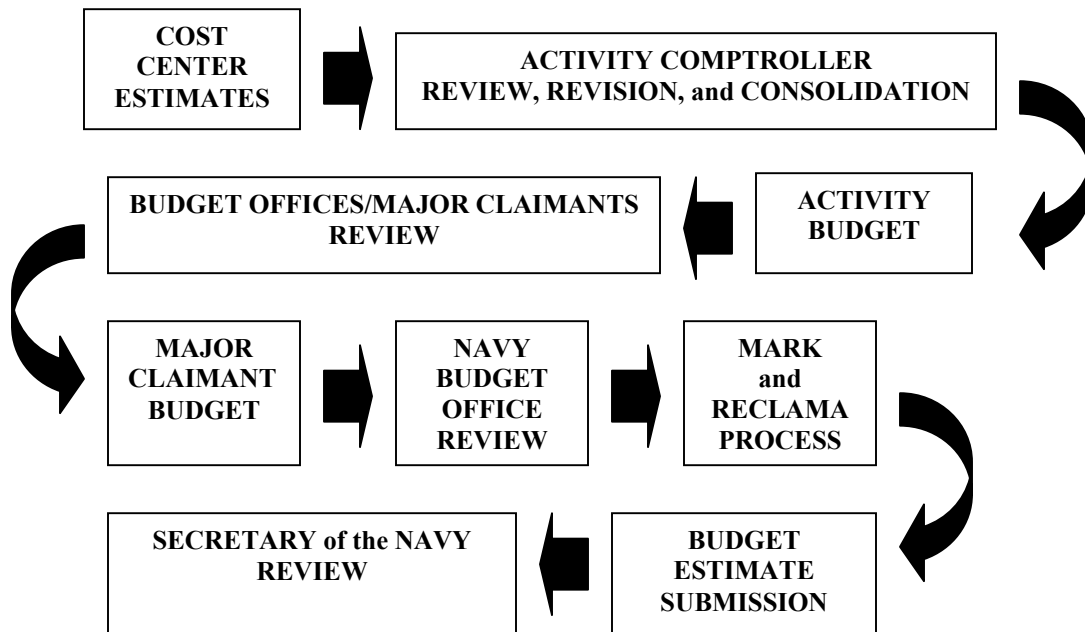 COST
CENTER
ESTIMATES
ACTIVITY COMPTROLLER
REVIEW, REVISION, and CONSOLIDATION
ACTIVITY
BUDGET
BUDGET OFFICES/MAJOR CLAIMANTS
REVIEW
MAJOR
CLAIMANT
BUDGET
NAVY
BUDGET
OFFICE
REVIEW
MARK
and
RECLAMA
PROCESS
BUDGET
ESTIMATE
SUBMISSION
SECRETARY of the NAVY
REVIEW